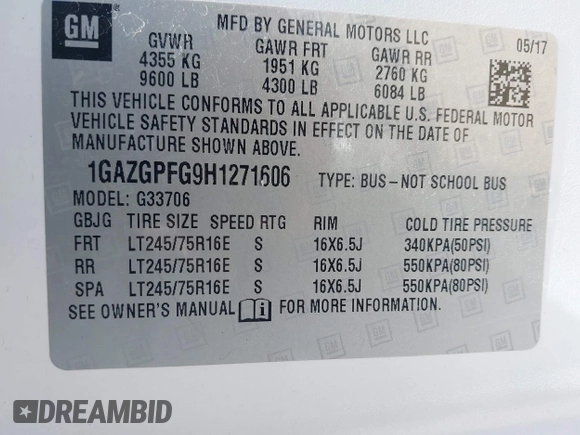 GM
MFD BY GENERAL MOTORS LLC
GVWR GAWR FRT GAWR RR 05/17
4355 KG 1951 KG 2760 KG
9600 LB 4300 LB 6084 LB
THIS VEHICLE CONFORMS TO ALL APPLICABLE U.S. FEDERAL MOTOR
VEHICLE SAFETY STANDARDS IN EFFECT ON THE DATE OF
MANUFACTURE SHOWN ABOVE.
1GAZGPFG9H1271606 TYPE: BUS–NOT SCHOOL BUS
MODEL: G33706
GBJG TIRE SIZE SPEED RTG RIM COLD TIRE PRESSURE
FRT LT245/75R16E S 16X6.5J 340KPA(50PSI)
RR LT245/75R16E S 16X6.5J 550KPA(80PSI)
SPA LT245/75R16E S 16X6.5J 550KPA(80PSI)
SEE OWNER'S MANUAL i FOR MORE INFORMATION.
DREAMBID